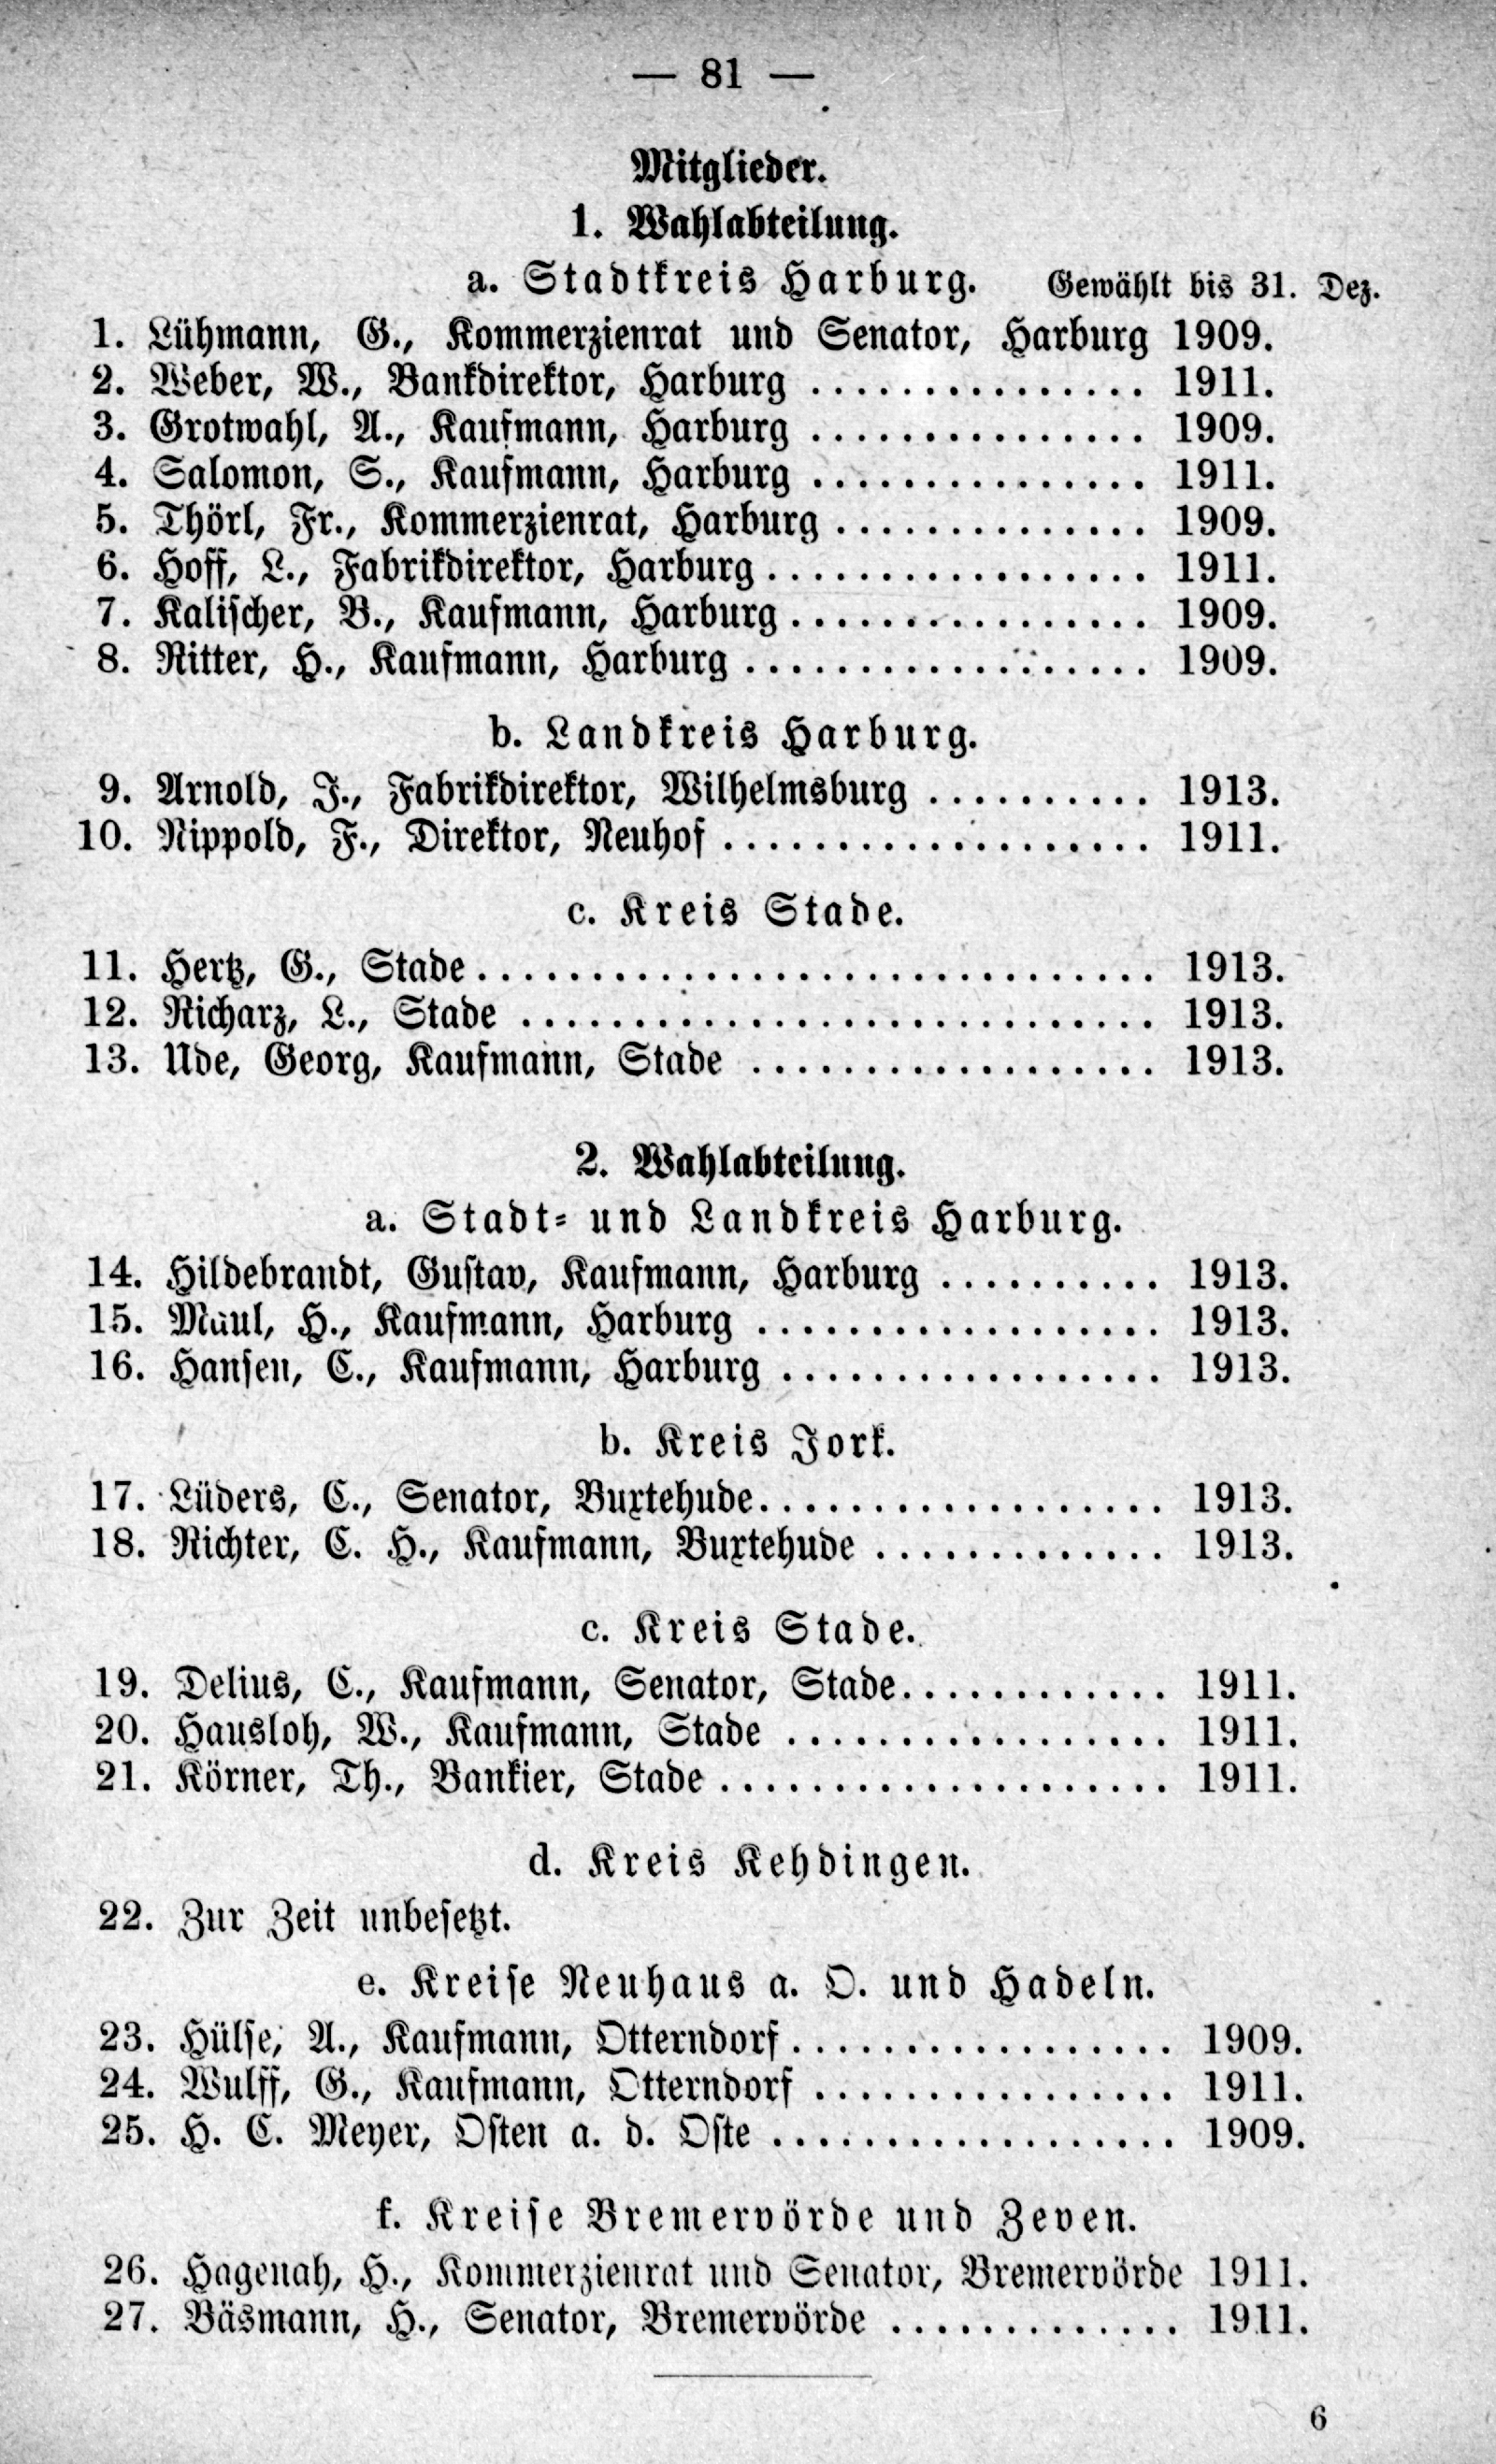 — 81 —
Mitglieder.
1. Wahlabteilung.
a. Stadtkreis Harburg. Gewählt bis 31. Dez.
1. Lühmann, G., Kommerzienrat und Senator, Harburg 1909.
2. Weber, W., Bankdirektor, Harburg ............... 1911.
3. Grotwahl, A., Kaufmann, Harburg ............... 1909.
4. Salomon, S., Kaufmann, Harburg ............... 1911.
5. Thörl, Fr., Kommerzienrat, Harburg .............. 1909.
6. Hoff, L., Fabrikdirektor, Harburg ................. 1911.
7. Kalischer, B., Kaufmann, Harburg ................ 1909.
8. Ritter, H., Kaufmann, Harburg .................. 1909.
b. Landkreis Harburg.
9. Arnold, J., Fabrikdirektor, Wilhelmsburg .......... 1913.
10. Nippold, F., Direktor, Neuhof ................... 1911.
c. Kreis Stade.
11. Hertz, G., Stade .............................. 1913.
12. Richarz, L., Stade ............................ 1913.
13. Ude, Georg, Kaufmann, Stade .................. 1913.
2. Wahlabteilung.
a. Stadt- und Landkreis Harburg.
14. Hildebrandt, Gustav, Kaufmann, Harburg .......... 1913.
15. Maul, H., Kaufmann, Harburg .................. 1913.
16. Hansen, C., Kaufmann, Harburg ................. 1913.
b. Kreis Jork.
17. Lüders, C., Senator, Buxtehude .................. 1913.
18. Richter, C. H., Kaufmann, Buxtehude ............. 1913.
c. Kreis Stade.
19. Delius, C., Kaufmann, Senator, Stade ............ 1911.
20. Hausloh, W., Kaufmann, Stade ................. 1911.
21. Körner, Th., Bankier, Stade .................... 1911.
d. Kreis Kehdingen.
22. Zur Zeit unbesetzt.
e. Kreise Neuhaus a. O. und Hadeln.
23. Hülse, A., Kaufmann, Otterndorf ................. 1909.
24. Wulff, G., Kaufmann, Otterndorf ................ 1911.
25. H. C. Meyer, Osten a. d. Oste .................. 1909.
f. Kreise Bremervörde und Zeven.
26. Hagenah, H., Kommerzienrat und Senator, Bremervörde 1911.
27. Bäsmann, H., Senator, Bremervörde ............. 1911.
6